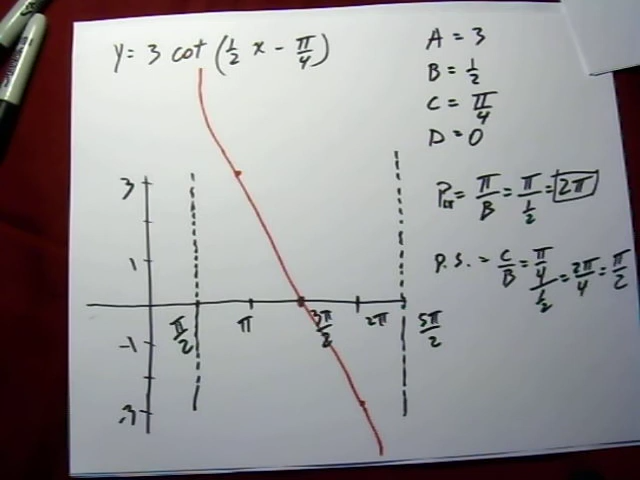 y = 3 cot (1/2 x - π/4)
A = 3
B = 1/2
C = π/4
D = 0
P = π/B = π/(1/2) = 2π
P.S. = C/B = (π/4)/(1/2) = 2π/4 = π/2
3
1
-1
-3
π/2 π 3π/2 2π 5π/2